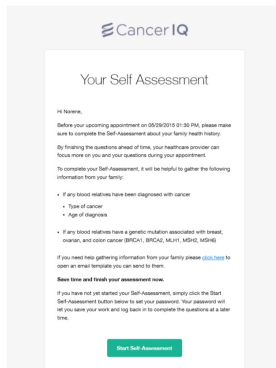 CancerIQ
Your Self Assessment
Hi Norene,
Before your upcoming appointment on 05/29/2015 01:30 PM, please make
sure to complete the Self-Assessment about your family health history.
By finishing the questions ahead of time, your healthcare provider can
focus more on you and your questions during your appointment.
To complete your Self-Assessment, it will be helpful to gather the following
information from your family:
• if any blood relatives have been diagnosed with cancer
• Type of cancer
• Age of diagnosis
• if any blood relatives have a genetic mutation associated with breast,
ovarian, and colon cancer (BRCA1, BRCA2, MLH1, MSH2, MSH6)
If you need help gathering information from your family please click here to
open an email template you can send to them.
Save time and finish your assessment now.
If you have not yet started your Self-Assessment, simply click the Start
Self-Assessment button below to set your password. Your password will
let you save your work and log back in to complete the questions at a later
time.
Start Self-Assessment